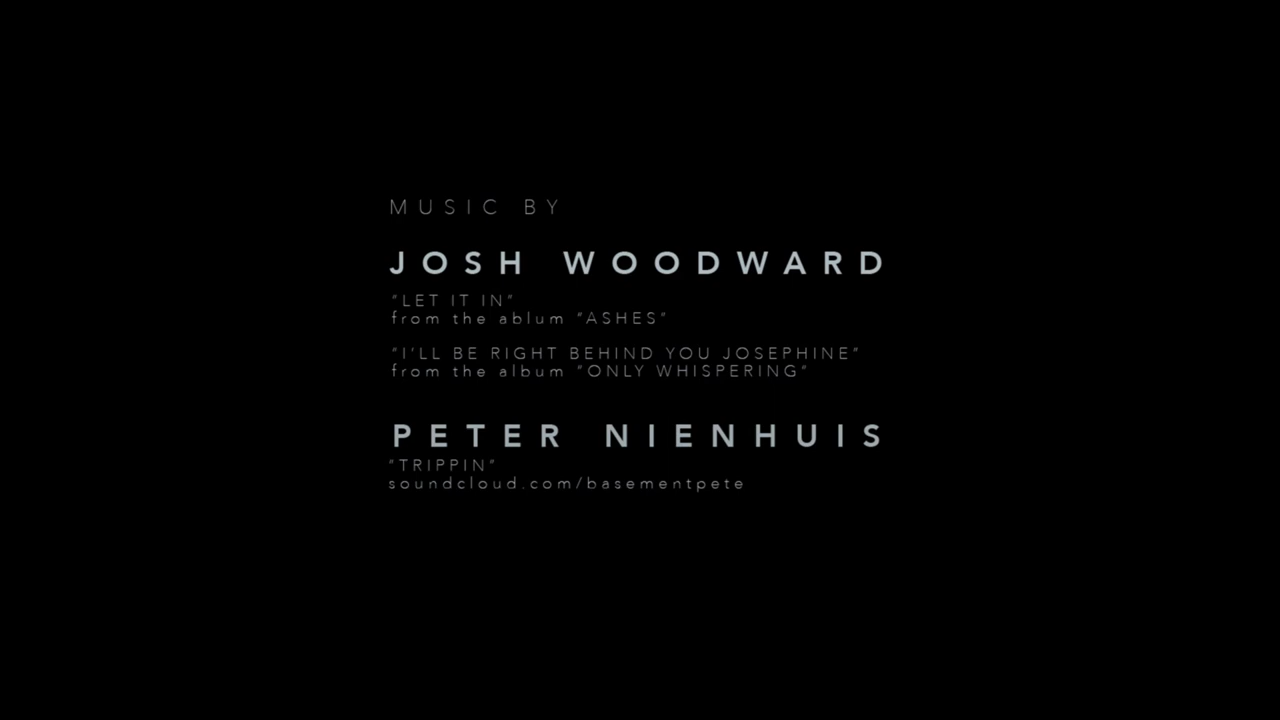 MUSIC BY
JOSH WOODWARD
"LET IT IN"
from the ablum "ASHES"
"I'LL BE RIGHT BEHIND YOU JOSEPHINE"
from the album "ONLY WHISPERING"
PETER NIENHUIS
"TRIPPIN"
soundcloud.com/basementpete